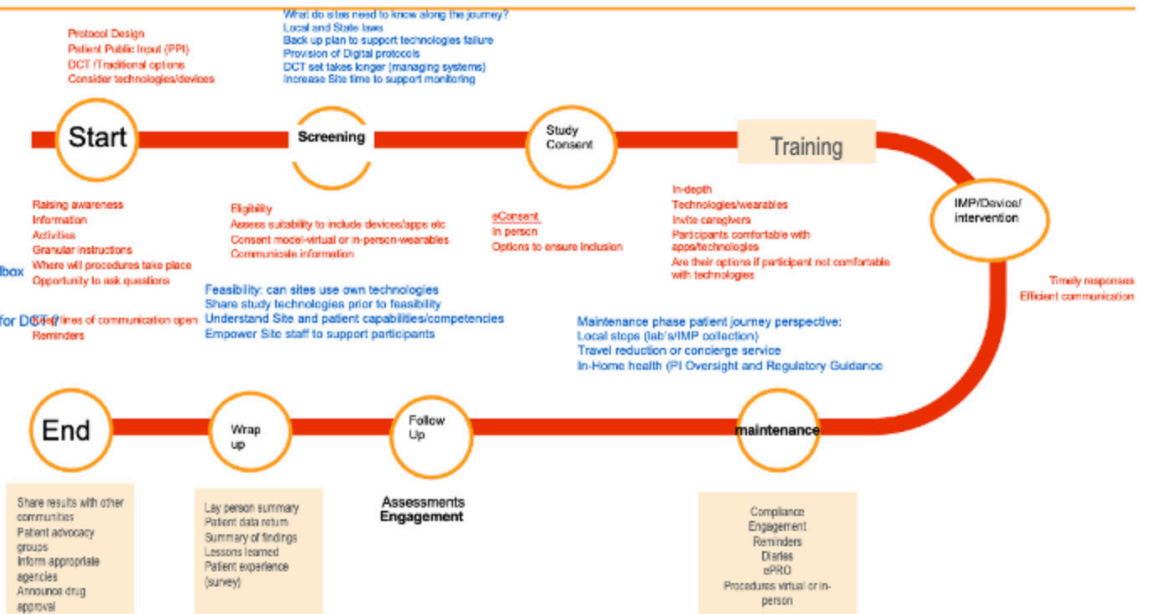 Protocol Design
Patient Public Input (PPI)
DCT /Traditional options
Consider technologies/devices
What do sites need to know along the journey?
Local and State laws
Back up plan to support technologies failure
Provision of Digital protocols
DCT set takes longer (managing systems)
Increase Site time to support monitoring
Start
Screening
Study
Consent
Training
IMP/Device/
intervention
Raising awareness
Information
Activities
Granular instructions
Where will procedures take place
Opportunity to ask questions
lines of communication open
Reminders
lbox
for DCT
Eligibility
Assess suitability to include devices/apps etc
Consent model-virtual or in-person-wearables
Communicate information
Feasibility: can sites use own technologies
Share study technologies prior to feasibility
Understand Site and patient capabilities/competencies
Empower Site staff to support participants
eConsent
In person
Options to ensure inclusion
In-depth
Technologies/wearables
Invite caregivers
Participants comfortable with
apps/technologies
Are their options if participant not comfortable
with technologies
Timely responses
Efficient communication
Maintenance phase patient journey perspective:
Local stops (lab's/IMP collection)
Travel reduction or concierge service
In-Home health (PI Oversight and Regulatory Guidance
End
Wrap
up
Follow
Up
maintenance
Share results with other
communities
Patient advocacy
groups
Inform appropriate
agencies
Announce drug
approval
Lay person summary
Patient data return
Summary of findings
Lessons learned
Patient experience
(survey)
Assessments
Engagement
Compliance
Engagement
Reminders
Diaries
ePRO
Procedures virtual or in-
person